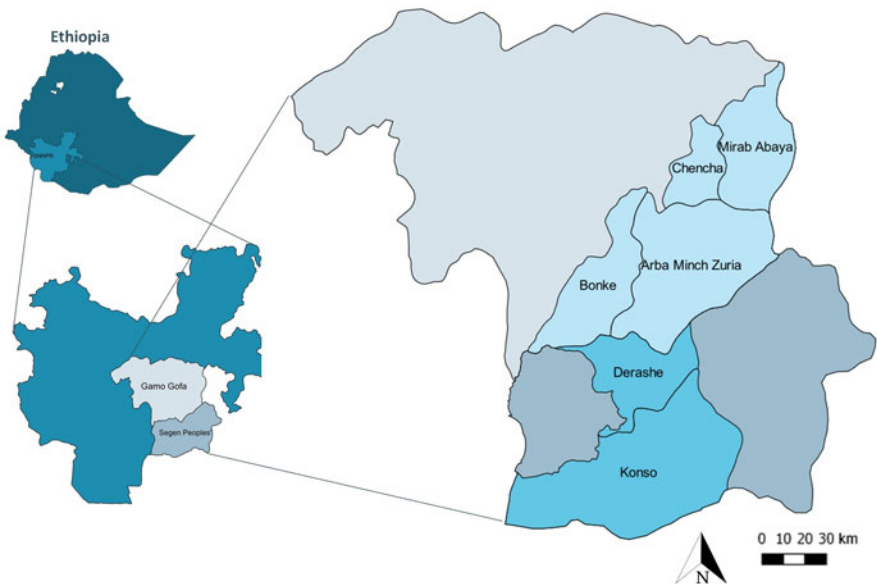 Ethiopia
Mirab Abaya
Chencha
Arba Minch Zuria
Bonke
Derashe
Konso
Gamo Gofa
Segen Peoples'
0 10 20 30 km
N